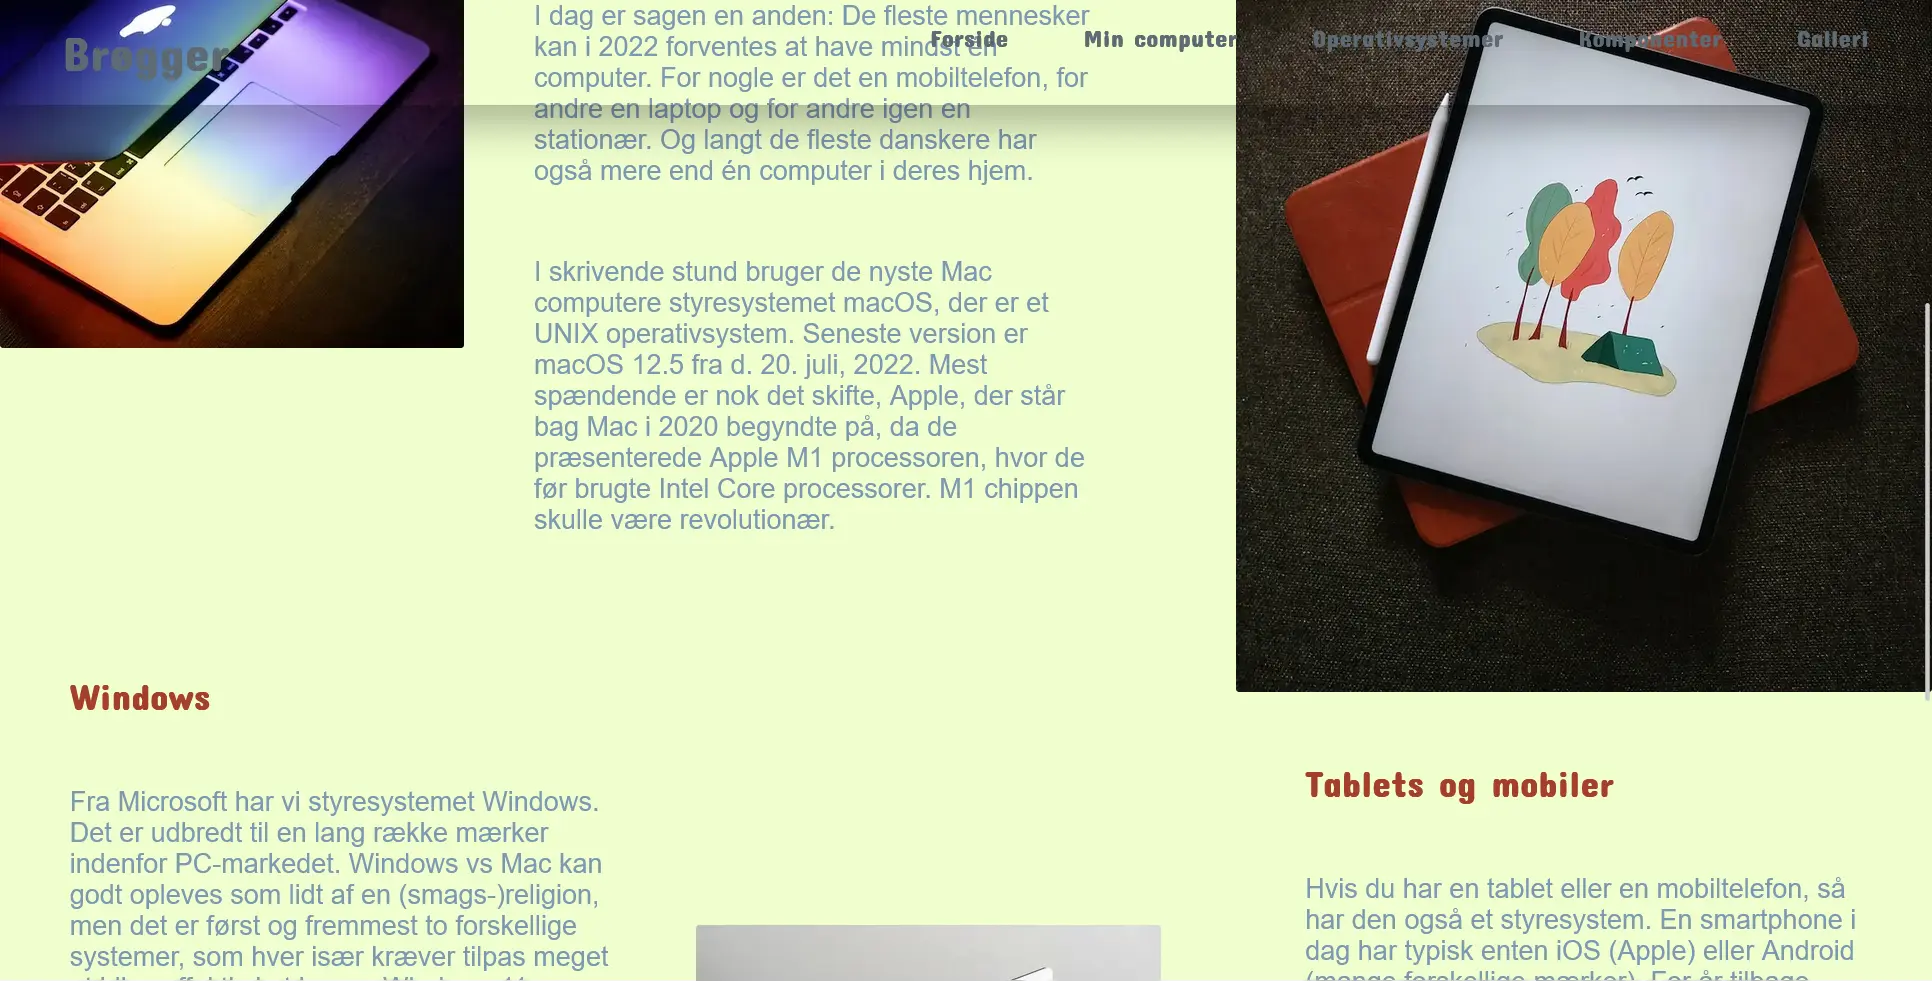 Brøgger
Forside
Min computer
Operativsystemer
Komponenter
Galleri
I dag er sagen en anden: De fleste mennesker
kan i 2022 forventes at have mindst én
computer. For nogle er det en mobiltelefon, for
andre en laptop og for andre igen en
stationær. Og langt de fleste danskere har
også mere end én computer i deres hjem.
I skrivende stund bruger de nyste Mac
computere styresystemet macOS, der er et
UNIX operativsystem. Seneste version er
macOS 12.5 fra d. 20. juli, 2022. Mest
spændende er nok det skifte, Apple, der står
bag Mac i 2020 begyndte på, da de
præsenterede Apple M1 processoren, hvor de
før brugte Intel Core processorer. M1 chippen
skulle være revolutionær.
Windows
Fra Microsoft har vi styresystemet Windows.
Det er udbredt til en lang række mærker
indenfor PC-markedet. Windows vs Mac kan
godt opleves som lidt af en (smags-)religion,
men det er først og fremmest to forskellige
systemer, som hver især kræver tilpas meget
Tablets og mobiler
Hvis du har en tablet eller en mobiltelefon, så
har den også et styresystem. En smartphone i
dag har typisk enten iOS (Apple) eller Android
(mange forskellige mærker). For år tilbage